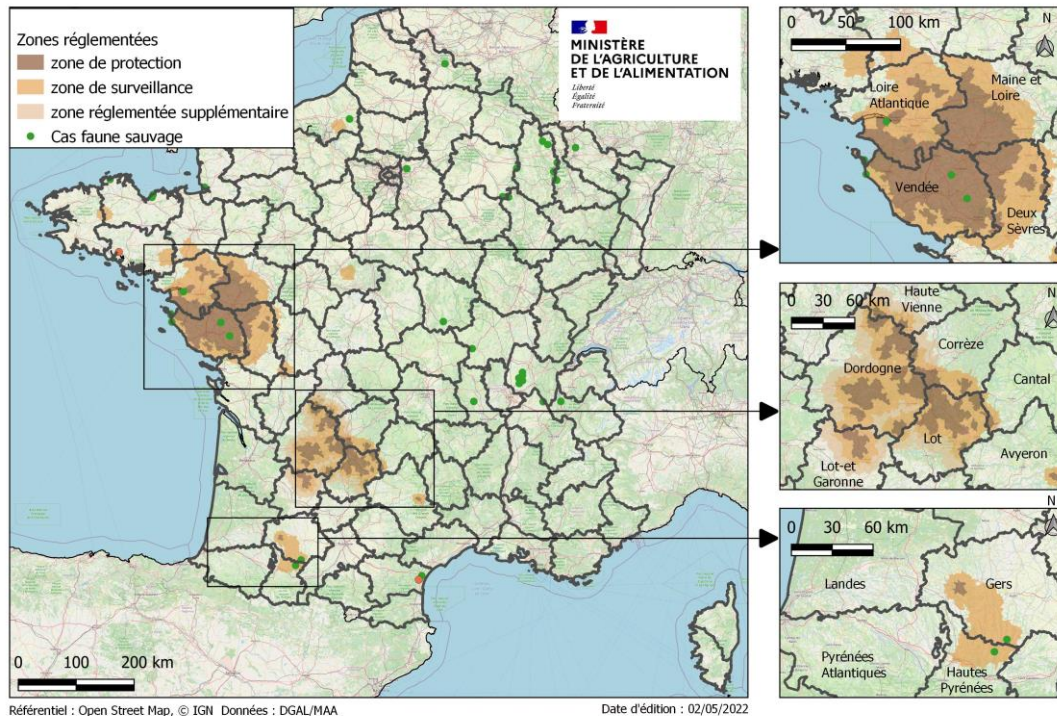 Zones réglementées
zone de protection
zone de surveillance
zone réglementée supplémentaire
Cas faune sauvage
MINISTÈRE
DE L'AGRICULTURE
ET DE L'ALIMENTATION
Liberté
Égalité
Fraternité
0 100 200 km
Référentiel : Open Street Map, © IGN Données : DGAL/MAA
Date d'édition : 02/05/2022
0 50 100 km
N
Loire
Atlantique
Maine et
Loire
Vendée
Deux
Sèvres
0 30 60 km
N
Haute
Vienne
Corrèze
Dordogne
Cantal
Lot
Lot-et
Garonne
Avyeron
N
0 30 60 km
Landes
Gers
Pyrénées
Atlantiques
Hautes
Pyrénées